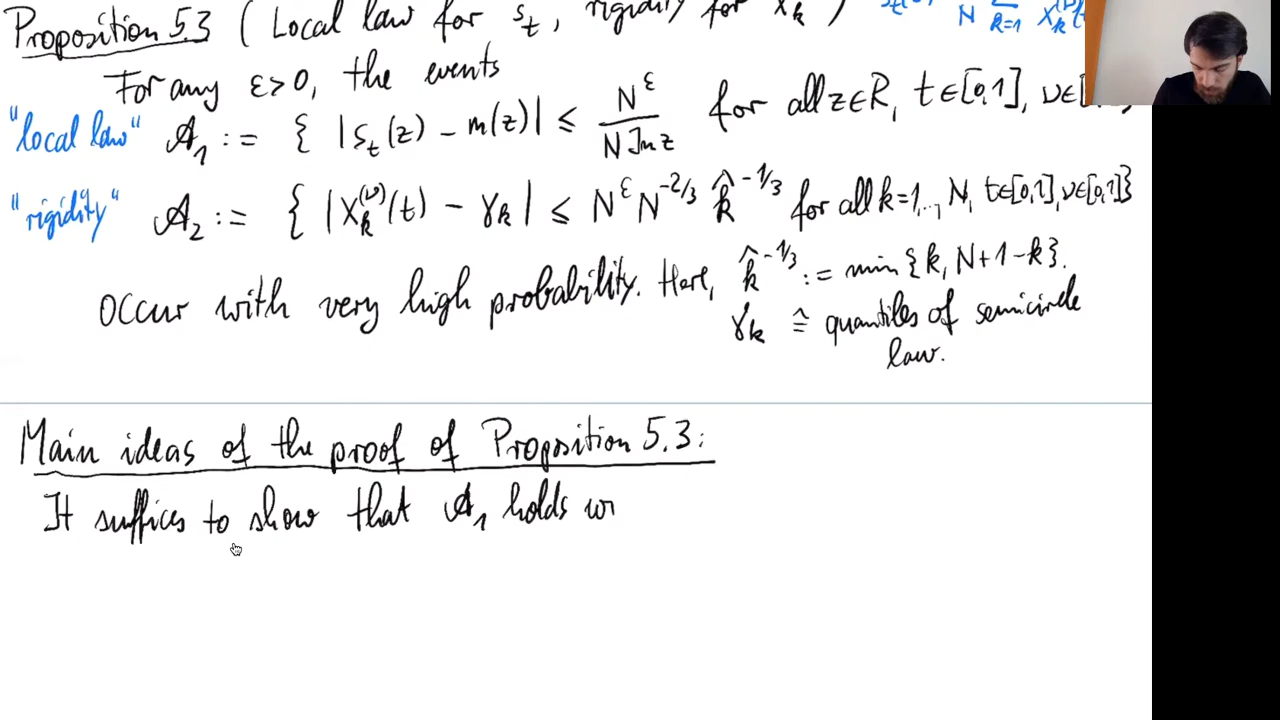 Proposition 5.3 (Local law for s_t, rigidity for x_k)
For any ε>0, the events
"local law" 𝒜_1 := { |s_t(z) - m(z)| ≤ N^ε / (N Im z) for all z∈R, t∈[0,1], ν∈[
"rigidity" 𝒜_2 := { |x_k^{(ν)}(t) - γ_k| ≤ N^ε N^{-2/3} k̂^{-1/3} for all k=1,..., N, t∈[0,1], ν∈[0,1]}
occur with very high probability. Here, k̂^{-1/3} := min {k, N+1-k}.
γ_k ≙ quantiles of semicircle
law.
Main ideas of the proof of Proposition 5.3:
It suffices to show that 𝒜_1 holds w